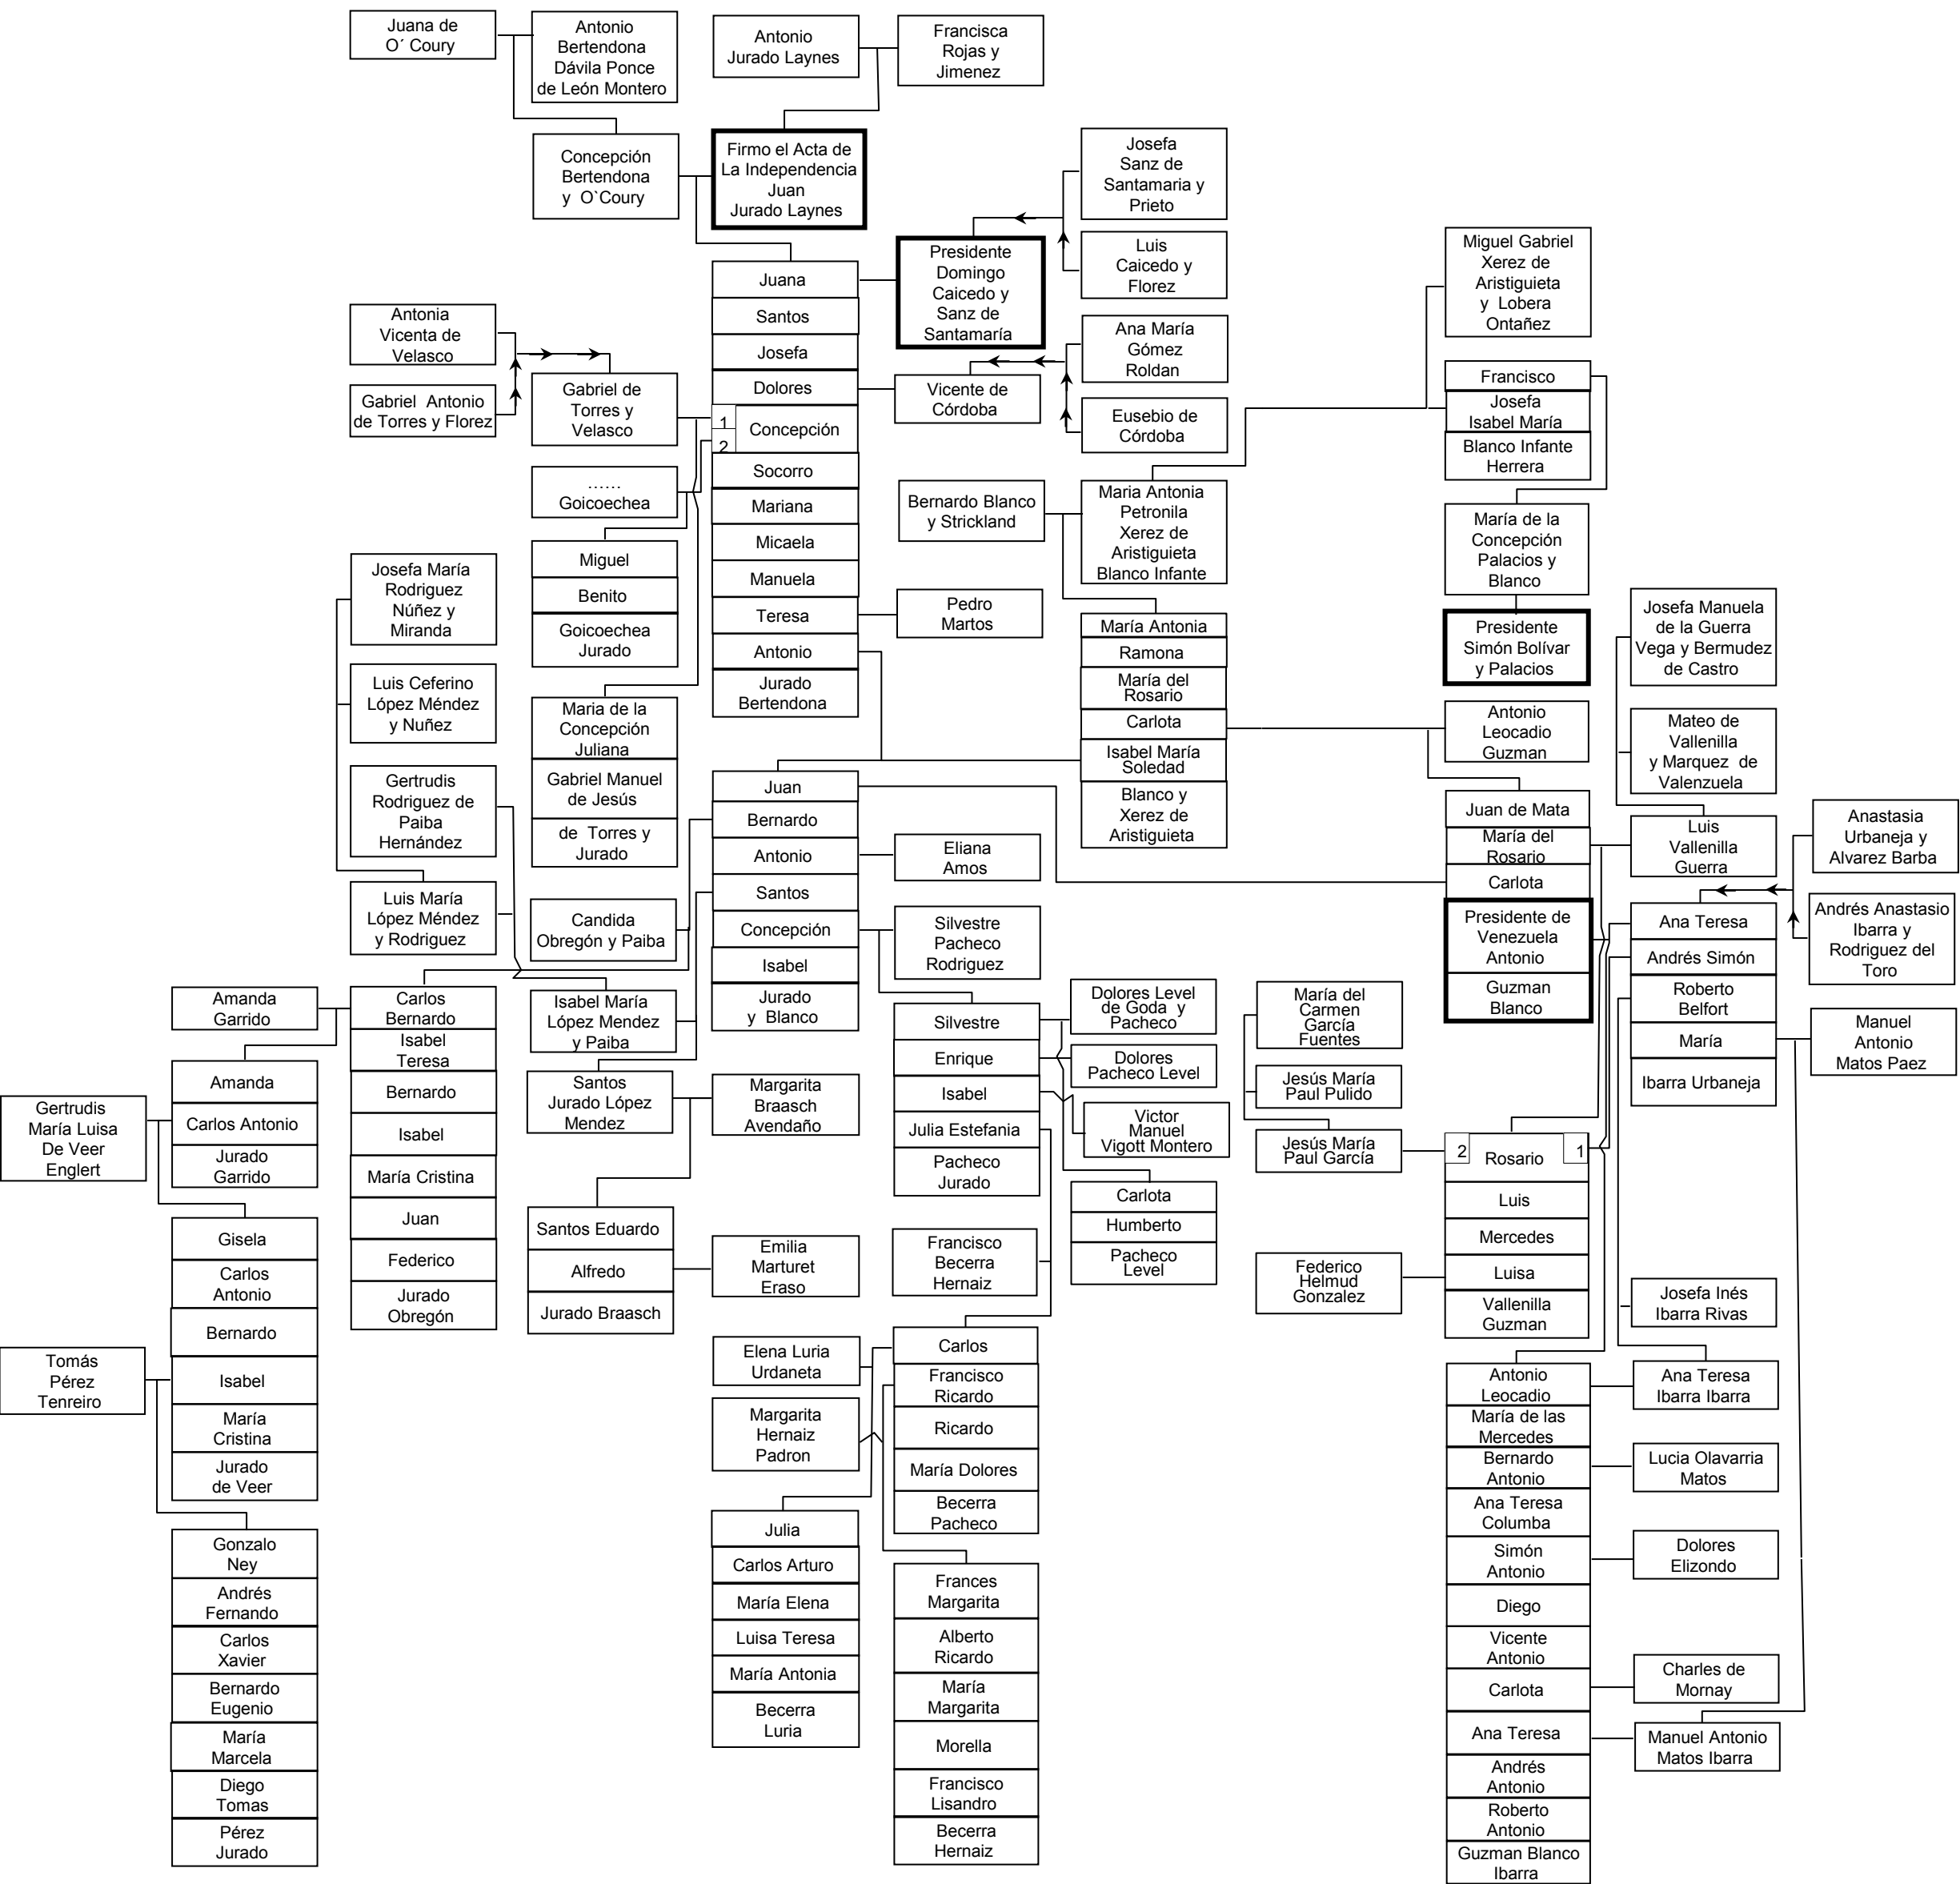 Juana de
O´ Coury
Antonio
Bertendona
Dávila Ponce
de León Montero
Antonio
Jurado Laynes
Francisca
Rojas y
Jimenez
Concepción
Bertendona
y O`Coury
Firmo el Acta de
La Independencia
Juan
Jurado Laynes
Josefa
Sanz de
Santamaria y
Prieto
Luis
Caicedo y
Florez
Presidente
Domingo
Caicedo y
Sanz de
Santamaría
Miguel Gabriel
Xerez de
Aristiguieta
y Lobera
Ontañez
Juana
Santos
Josefa
Dolores
1
2
Concepción
Socorro
Mariana
Micaela
Manuela
Teresa
Antonio
Jurado
Bertendona
Antonia
Vicenta de
Velasco
Gabriel Antonio
de Torres y Florez
Gabriel de
Torres y
Velasco
Ana María
Gómez
Roldan
Vicente de
Córdoba
Eusebio de
Córdoba
Francisco
Josefa
Isabel María
Blanco Infante
Herrera
......
Goicoechea
Bernardo Blanco
y Strickland
Maria Antonia
Petronila
Xerez de
Aristiguieta
Blanco Infante
María de la
Concepción
Palacios y
Blanco
Miguel
Benito
Goicoechea
Jurado
Josefa María
Rodriguez
Núñez y
Miranda
Pedro
Martos
Presidente
Simón Bolívar
y Palacios
Josefa Manuela
de la Guerra
Vega y Bermudez
de Castro
María Antonia
Ramona
María del
Rosario
Carlota
Isabel María
Soledad
Blanco y
Xerez de
Aristiguieta
Luis Ceferino
López Méndez
y Nuñez
Maria de la
Concepción
Juliana
Gabriel Manuel
de Jesús
de Torres y
Jurado
Antonio
Leocadio
Guzman
Mateo de
Vallenilla
y Marquez de
Valenzuela
Gertrudis
Rodriguez de
Paiba
Hernández
Juan
Bernardo
Antonio
Santos
Concepción
Isabel
Jurado
y Blanco
Eliana
Amos
Juan de Mata
María del
Rosario
Carlota
Presidente de
Venezuela
Antonio
Guzman
Blanco
Luis
Vallenilla
Guerra
Anastasia
Urbaneja y
Alvarez Barba
Luis María
López Méndez
y Rodriguez
Candida
Obregón y Paiba
Silvestre
Pacheco
Rodriguez
Ana Teresa
Andrés Simón
Roberto
Belfort
María
Ibarra Urbaneja
Andrés Anastasio
Ibarra y
Rodriguez del
Toro
Amanda
Garrido
Carlos
Bernardo
Isabel
Teresa
Bernardo
Isabel
María Cristina
Juan
Federico
Jurado
Obregón
Isabel María
López Mendez
y Paiba
Silvestre
Enrique
Isabel
Julia Estefania
Pacheco
Jurado
Dolores Level
de Goda y
Pacheco
Dolores
Pacheco Level
Victor
Manuel
Vigott Montero
María del
Carmen
García
Fuentes
Jesús María
Paul Pulido
Jesús María
Paul García
Manuel
Antonio
Matos Paez
Amanda
Carlos Antonio
Jurado
Garrido
Gertrudis
María Luisa
De Veer
Englert
Santos
Jurado López
Mendez
Margarita
Braasch
Avendaño
2
Rosario
1
Luis
Mercedes
Luisa
Vallenilla
Guzman
Carlota
Humberto
Pacheco
Level
Gisela
Carlos
Antonio
Bernardo
Isabel
María
Cristina
Jurado
de Veer
Santos Eduardo
Alfredo
Jurado Braasch
Emilia
Marturet
Eraso
Francisco
Becerra
Hernaiz
Federico
Helmud
Gonzalez
Josefa Inés
Ibarra Rivas
Tomás
Pérez
Tenreiro
Elena Luria
Urdaneta
Margarita
Hernaiz
Padron
Carlos
Francisco
Ricardo
Ricardo
María Dolores
Becerra
Pacheco
Antonio
Leocadio
María de las
Mercedes
Bernardo
Antonio
Ana Teresa
Columba
Simón
Antonio
Diego
Vicente
Antonio
Carlota
Ana Teresa
Andrés
Antonio
Roberto
Antonio
Guzman Blanco
Ibarra
Ana Teresa
Ibarra Ibarra
Lucia Olavarria
Matos
Dolores
Elizondo
Charles de
Mornay
Manuel Antonio
Matos Ibarra
Gonzalo
Ney
Andrés
Fernando
Carlos
Xavier
Bernardo
Eugenio
María
Marcela
Diego
Tomas
Pérez
Jurado
Julia
Carlos Arturo
María Elena
Luisa Teresa
María Antonia
Becerra
Luria
Frances
Margarita
Alberto
Ricardo
María
Margarita
Morella
Francisco
Lisandro
Becerra
Hernaiz